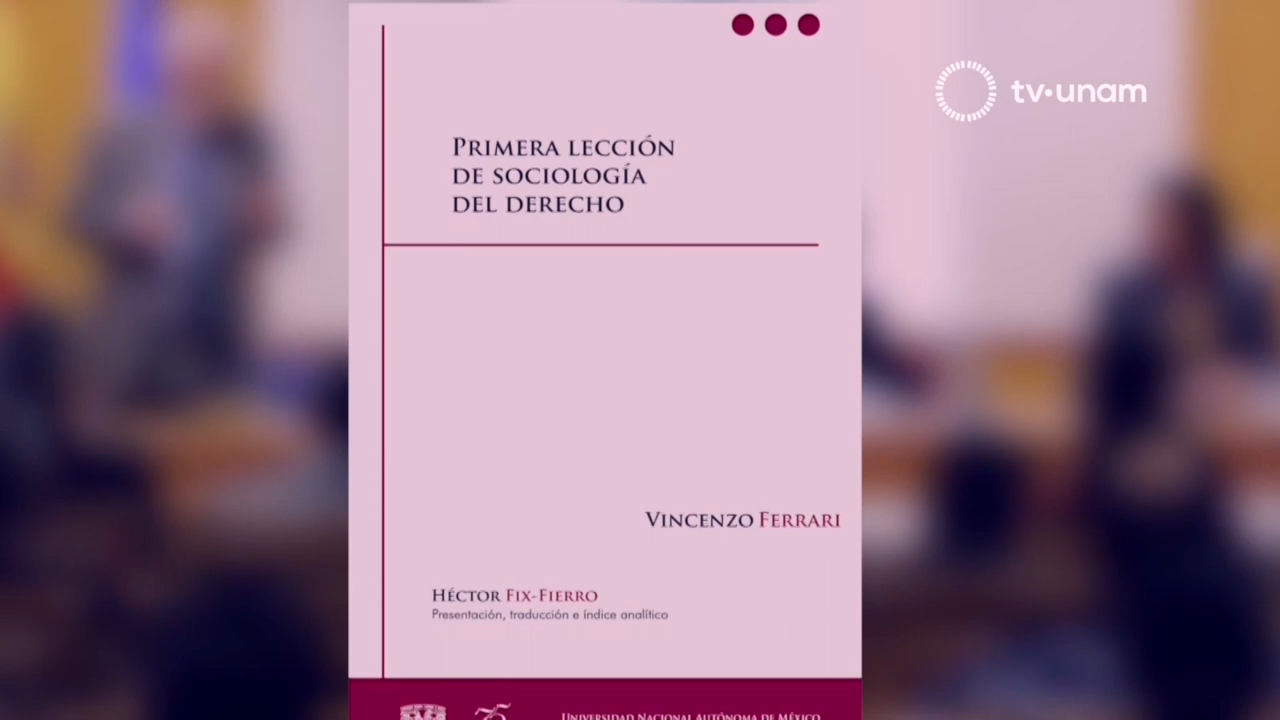 tv·unam
PRIMERA LECCIÓN
DE SOCIOLOGÍA
DEL DERECHO
VINCENZO FERRARI
HÉCTOR FIX-FIERRO
Presentación, traducción e índice analítico
75
UNIVERSIDAD NACIONAL AUTÓNOMA DE MÉXICO